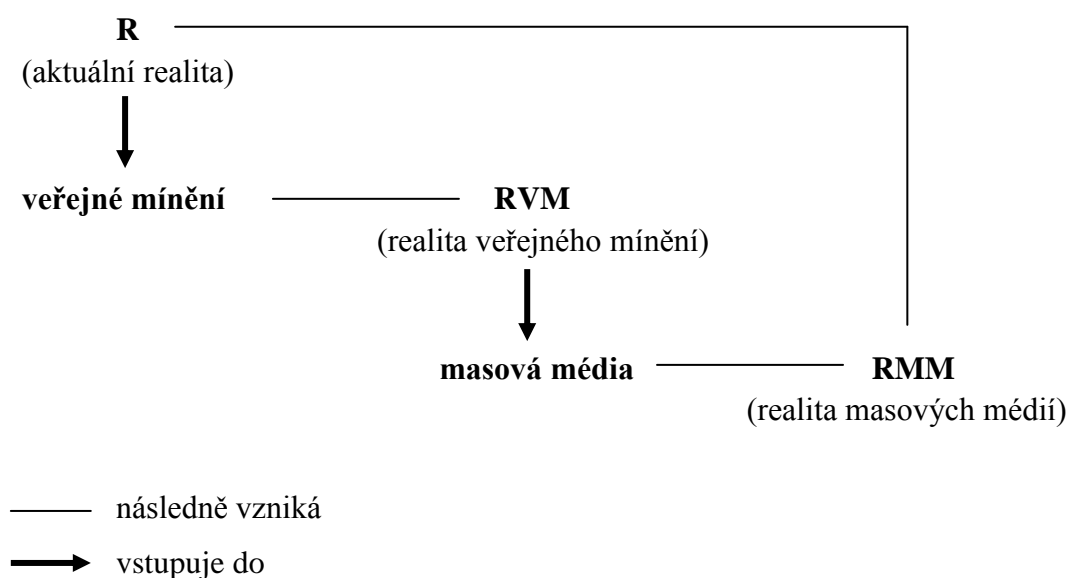 R
(aktuální realita)
veřejné mínění
RVM
(realita veřejného mínění)
masová média
RMM
(realita masových médií)
následně vzniká
vstupuje do